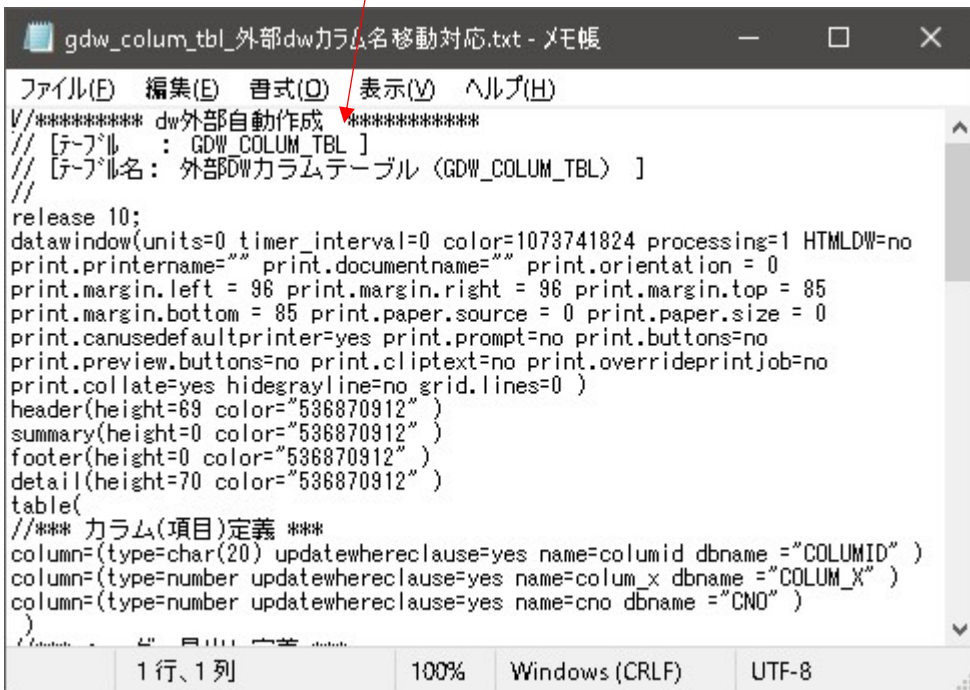 gdw_colum_tbl_外部dwカラム名移動対応.txt - メモ帳
ファイル(F) 編集(E) 書式(O) 表示(V) ヘルプ(H)
//********* dw外部自動作成 ***********
// [ﾃｰﾌﾞﾙ : GDW_COLUM_TBL ]
// [ﾃｰﾌﾞﾙ名: 外部DWカラムテーブル (GDW_COLUM_TBL) ]
//
release 10;
datawindow(units=0 timer_interval=0 color=1073741824 processing=1 HTMLDW=no
print.printername="" print.documentname="" print.orientation = 0
print.margin.left = 96 print.margin.right = 96 print.margin.top = 85
print.margin.bottom = 85 print.paper.source = 0 print.paper.size = 0
print.canusedefaultprinter=yes print.prompt=no print.buttons=no
print.preview.buttons=no print.cliptext=no print.overrideprintjob=no
print.collate=yes hidegrayline=no grid.lines=0 )
header(height=69 color="536870912" )
summary(height=0 color="536870912" )
footer(height=0 color="536870912" )
detail(height=70 color="536870912" )
table(
//*** カラム(項目)定義 ***
column=(type=char(20) updatewhereclause=yes name=columid dbname ="COLUMID" )
column=(type=number updatewhereclause=yes name=colum_x dbname ="COLUM_X" )
column=(type=number updatewhereclause=yes name=cno dbname ="CNO" )
)
1行、1列 100% Windows (CRLF) UTF-8